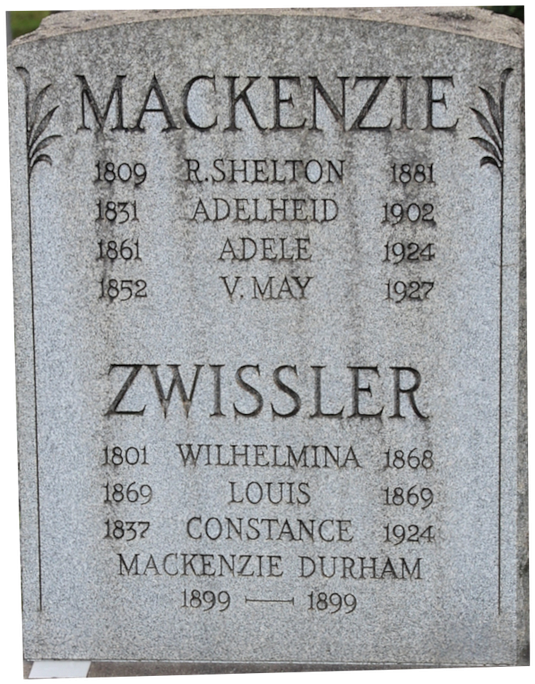 MACKENZIE
1809 R. SHELTON 1881
1831 ADELHEID 1902
1861 ADELE 1924
1852 V. MAY 1927
ZWISSLER
1801 WILHELMINA 1868
1869 LOUIS 1869
1837 CONSTANCE 1924
MACKENZIE DURHAM
1899 — 1899